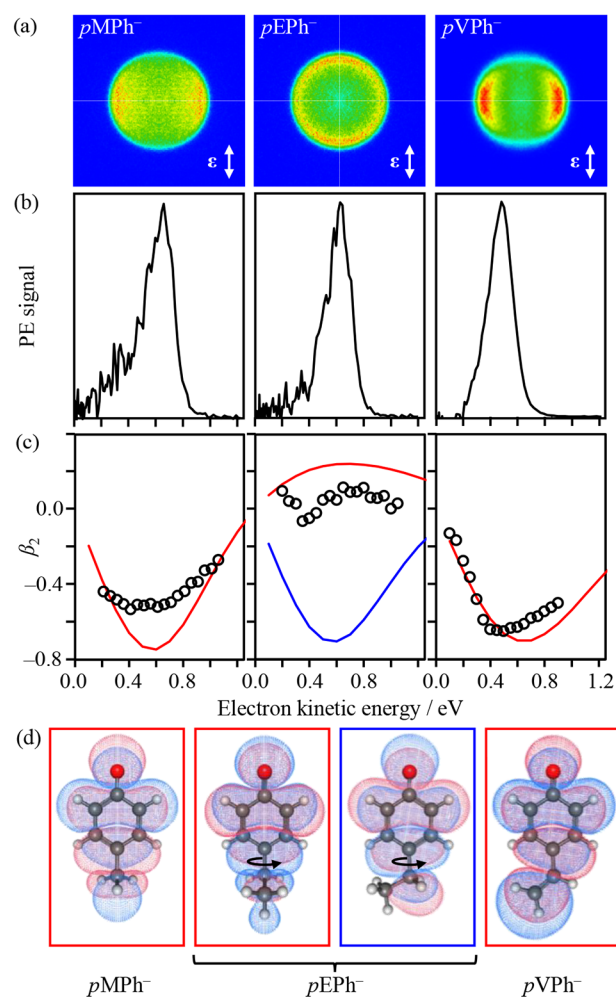 (a)
pMPh⁻ pEPh⁻ pVPh⁻
ε ε ε
(b)
PE signal
(c)
0.0
β₂
–0.4
–0.8
0.0 0.4 0.8 0.0 0.4 0.8 0.0 0.4 0.8 1.2
Electron kinetic energy / eV
(d)
pMPh⁻ pEPh⁻ pVPh⁻